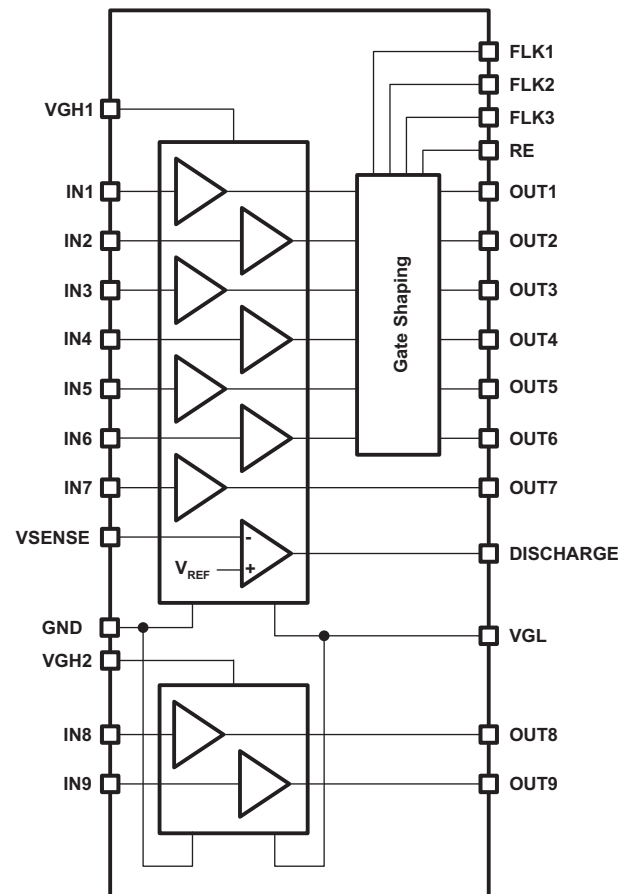 FLK1
FLK2
VGH1
FLK3
RE
IN1
OUT1
IN2
OUT2
IN3
OUT3
Gate Shaping
IN4
OUT4
IN5
OUT5
IN6
OUT6
IN7
OUT7
VSENSE
-
DISCHARGE
VREF
+
GND
VGL
VGH2
IN8
OUT8
IN9
OUT9